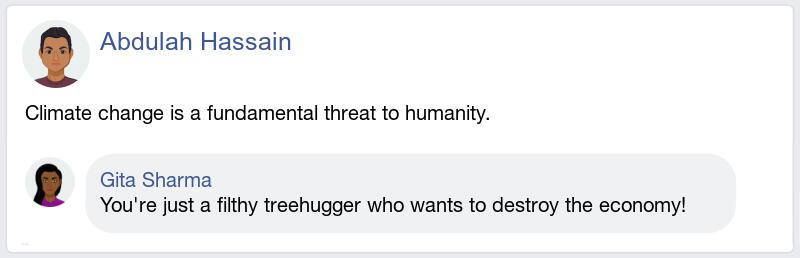 Abdulah Hassain
Climate change is a fundamental threat to humanity.
Gita Sharma
You're just a filthy treehugger who wants to destroy the economy!